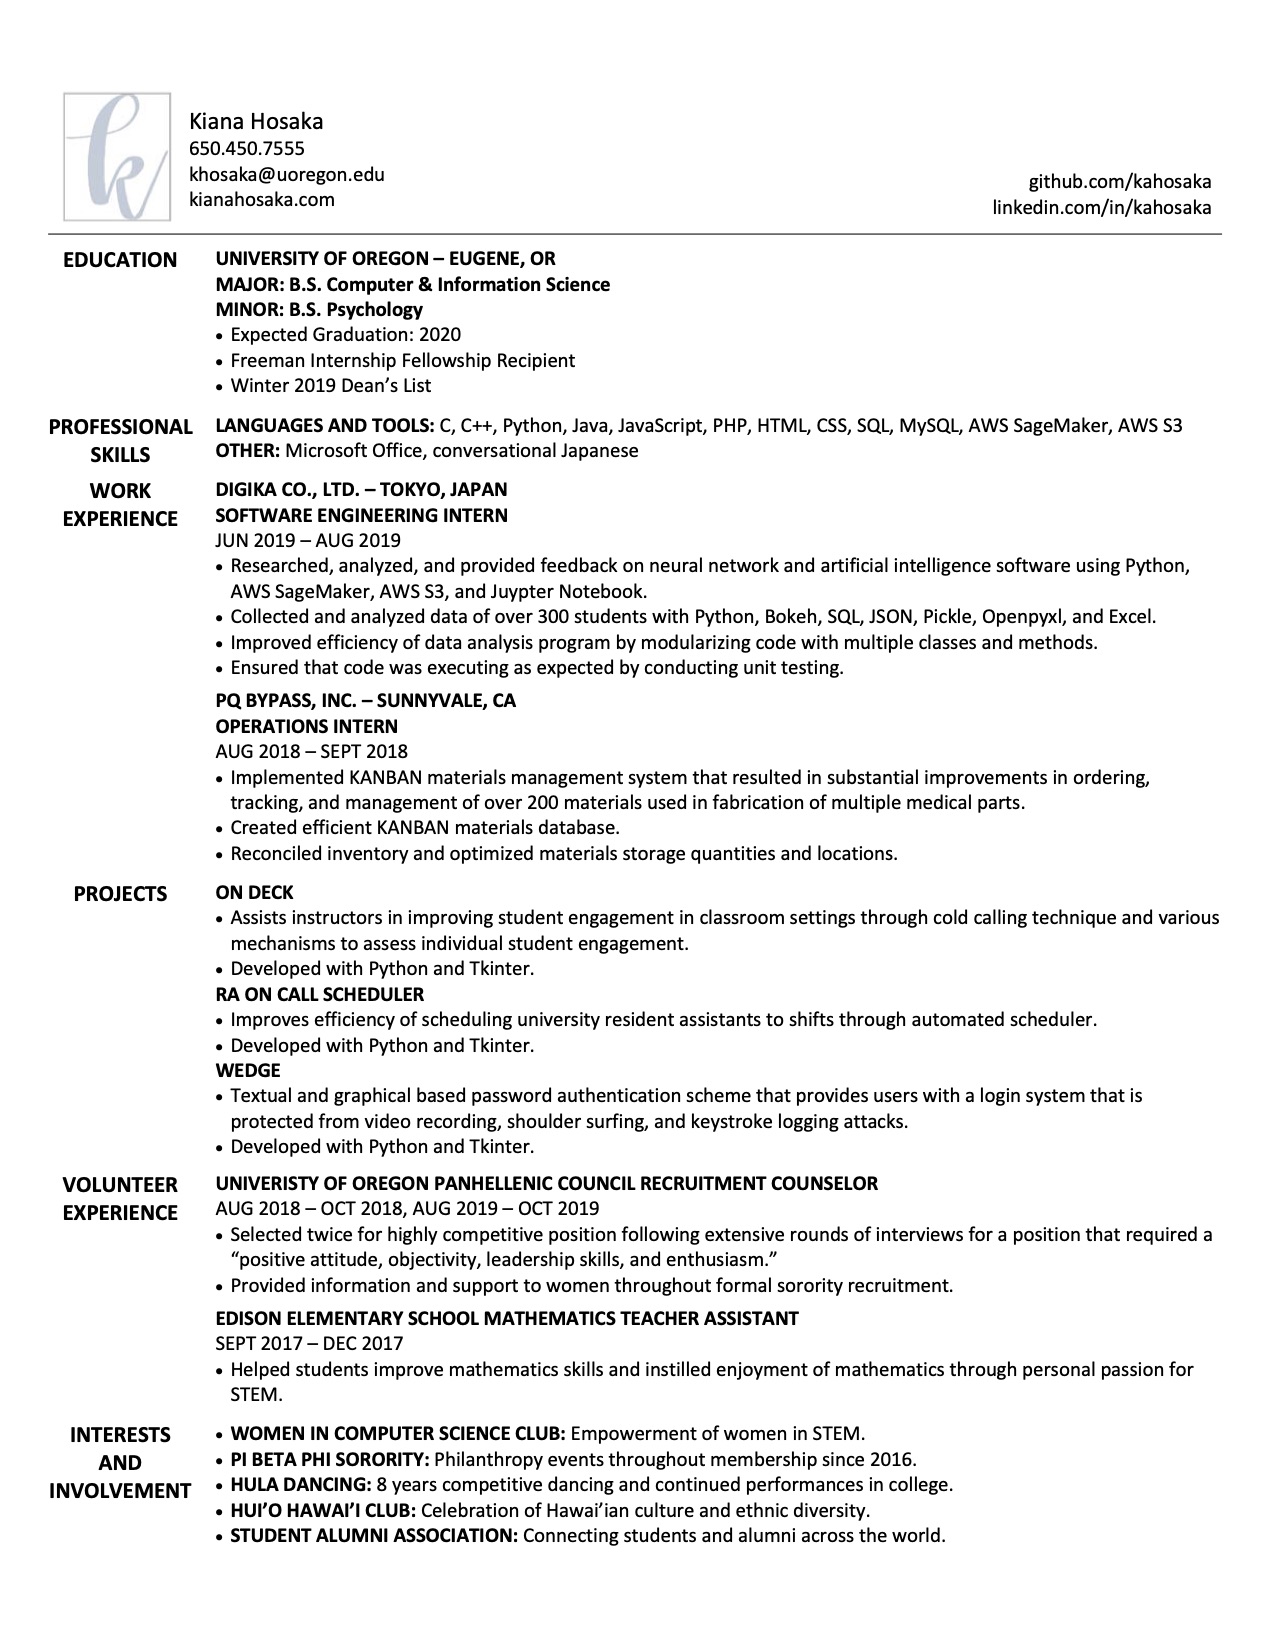 k
Kiana Hosaka
650.450.7555
khosaka@uoregon.edu
kianahosaka.com
github.com/kahosaka
linkedin.com/in/kahosaka
EDUCATION
UNIVERSITY OF OREGON – EUGENE, OR
MAJOR: B.S. Computer & Information Science
MINOR: B.S. Psychology
• Expected Graduation: 2020
• Freeman Internship Fellowship Recipient
• Winter 2019 Dean’s List
PROFESSIONAL
SKILLS
LANGUAGES AND TOOLS: C, C++, Python, Java, JavaScript, PHP, HTML, CSS, SQL, MySQL, AWS SageMaker, AWS S3
OTHER: Microsoft Office, conversational Japanese
WORK
EXPERIENCE
DIGIKA CO., LTD. – TOKYO, JAPAN
SOFTWARE ENGINEERING INTERN
JUN 2019 – AUG 2019
• Researched, analyzed, and provided feedback on neural network and artificial intelligence software using Python,
AWS SageMaker, AWS S3, and Juypter Notebook.
• Collected and analyzed data of over 300 students with Python, Bokeh, SQL, JSON, Pickle, Openpyxl, and Excel.
• Improved efficiency of data analysis program by modularizing code with multiple classes and methods.
• Ensured that code was executing as expected by conducting unit testing.
PQ BYPASS, INC. – SUNNYVALE, CA
OPERATIONS INTERN
AUG 2018 – SEPT 2018
• Implemented KANBAN materials management system that resulted in substantial improvements in ordering,
tracking, and management of over 200 materials used in fabrication of multiple medical parts.
• Created efficient KANBAN materials database.
• Reconciled inventory and optimized materials storage quantities and locations.
PROJECTS
ON DECK
• Assists instructors in improving student engagement in classroom settings through cold calling technique and various
mechanisms to assess individual student engagement.
• Developed with Python and Tkinter.
RA ON CALL SCHEDULER
• Improves efficiency of scheduling university resident assistants to shifts through automated scheduler.
• Developed with Python and Tkinter.
WEDGE
• Textual and graphical based password authentication scheme that provides users with a login system that is
protected from video recording, shoulder surfing, and keystroke logging attacks.
• Developed with Python and Tkinter.
VOLUNTEER
EXPERIENCE
UNIVERISTY OF OREGON PANHELLENIC COUNCIL RECRUITMENT COUNSELOR
AUG 2018 – OCT 2018, AUG 2019 – OCT 2019
• Selected twice for highly competitive position following extensive rounds of interviews for a position that required a
“positive attitude, objectivity, leadership skills, and enthusiasm.”
• Provided information and support to women throughout formal sorority recruitment.
EDISON ELEMENTARY SCHOOL MATHEMATICS TEACHER ASSISTANT
SEPT 2017 – DEC 2017
• Helped students improve mathematics skills and instilled enjoyment of mathematics through personal passion for
STEM.
INTERESTS
AND
INVOLVEMENT
• WOMEN IN COMPUTER SCIENCE CLUB: Empowerment of women in STEM.
• PI BETA PHI SORORITY: Philanthropy events throughout membership since 2016.
• HULA DANCING: 8 years competitive dancing and continued performances in college.
• HUI’O HAWAI’I CLUB: Celebration of Hawai’ian culture and ethnic diversity.
• STUDENT ALUMNI ASSOCIATION: Connecting students and alumni across the world.